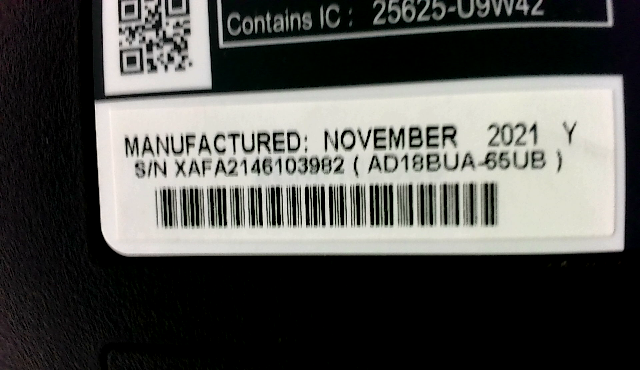 Contains IC : 25625-U9W42
MANUFACTURED: NOVEMBER 2021 Y
S/N XAFA2146103982 ( AD18BUA-65UB )